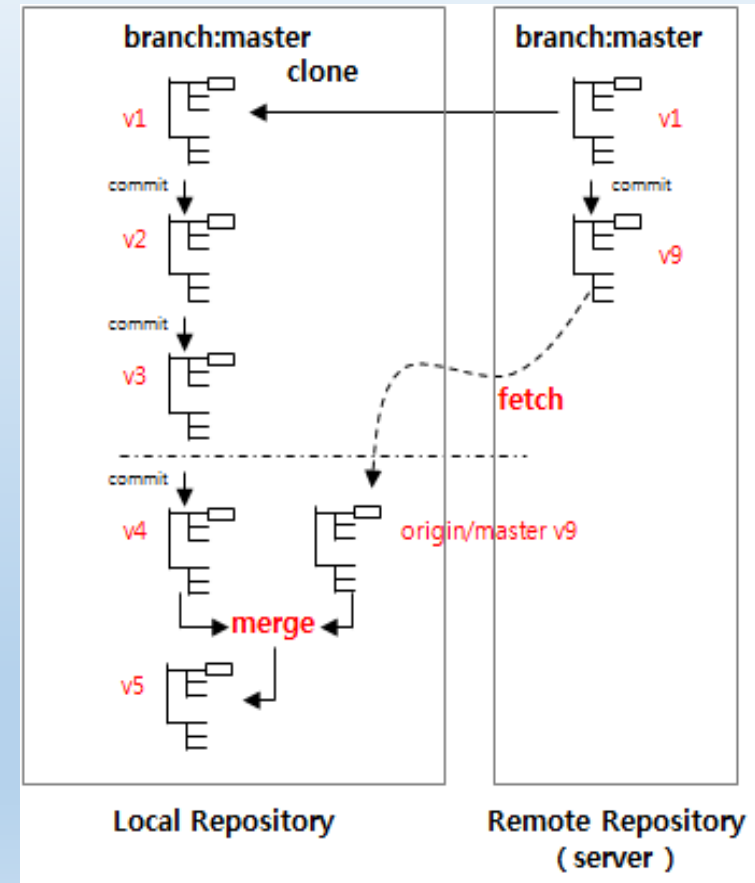 branch:master
clone
v1
commit
v2
commit
v3
commit
v4
origin/master v9
merge
v5
Local Repository
branch:master
v1
commit
v9
fetch
Remote Repository
( server )